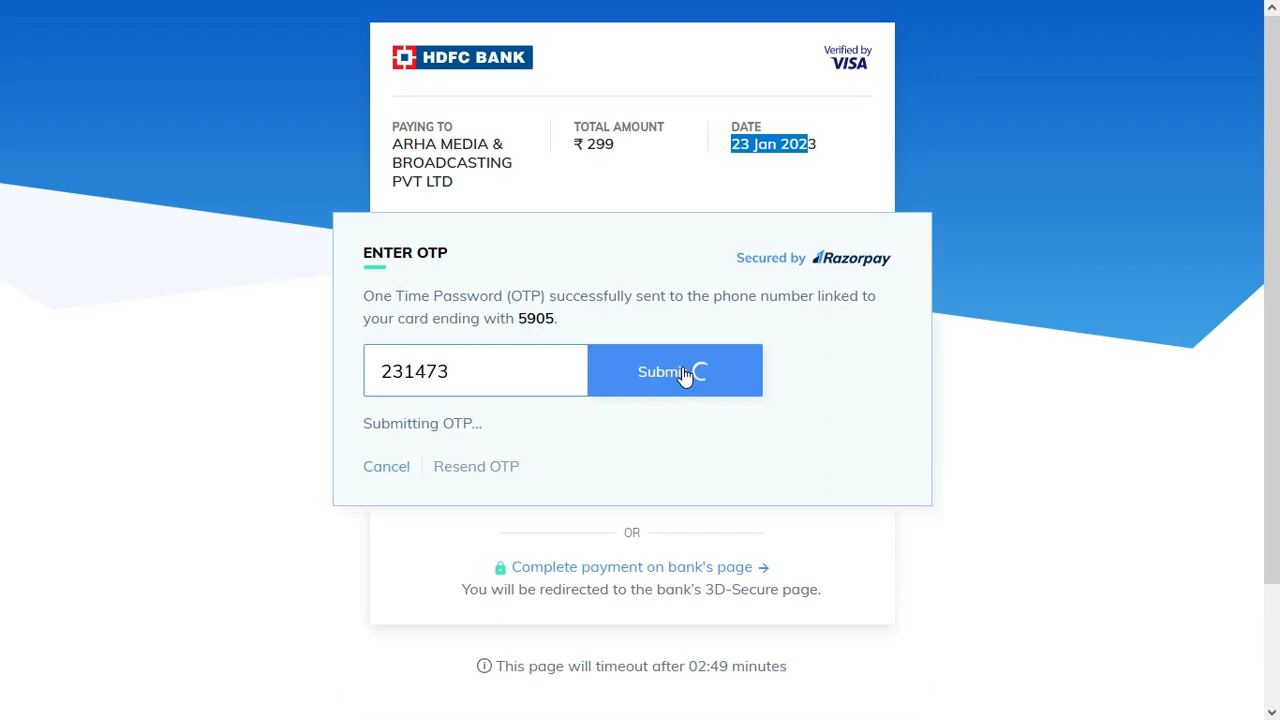 HDFC BANK
Verified by
VISA
PAYING TO
ARHA MEDIA &
BROADCASTING
PVT LTD
TOTAL AMOUNT
₹ 299
DATE
23 Jan 2023
ENTER OTP
Secured by Razorpay
One Time Password (OTP) successfully sent to the phone number linked to
your card ending with 5905.
231473
Submit
Submitting OTP...
Cancel
Resend OTP
OR
Complete payment on bank's page →
You will be redirected to the bank's 3D-Secure page.
This page will timeout after 02:49 minutes